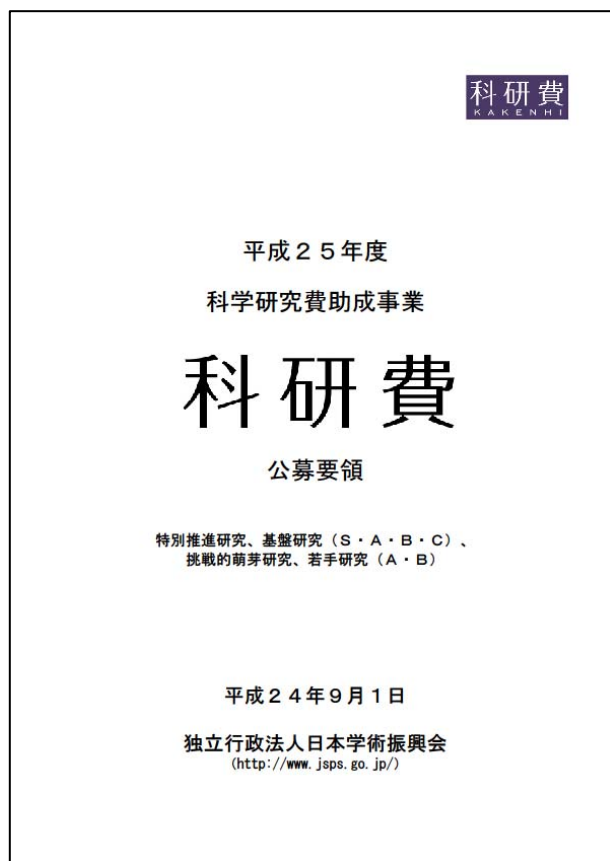 科研費
KAKENHI
平成２５年度
科学研究費助成事業
科研費
公募要領
特別推進研究、基盤研究（Ｓ・Ａ・Ｂ・Ｃ）、
挑戦的萌芽研究、若手研究（Ａ・Ｂ）
平成２４年９月１日
独立行政法人日本学術振興会
(http://www.jsps.go.jp/)